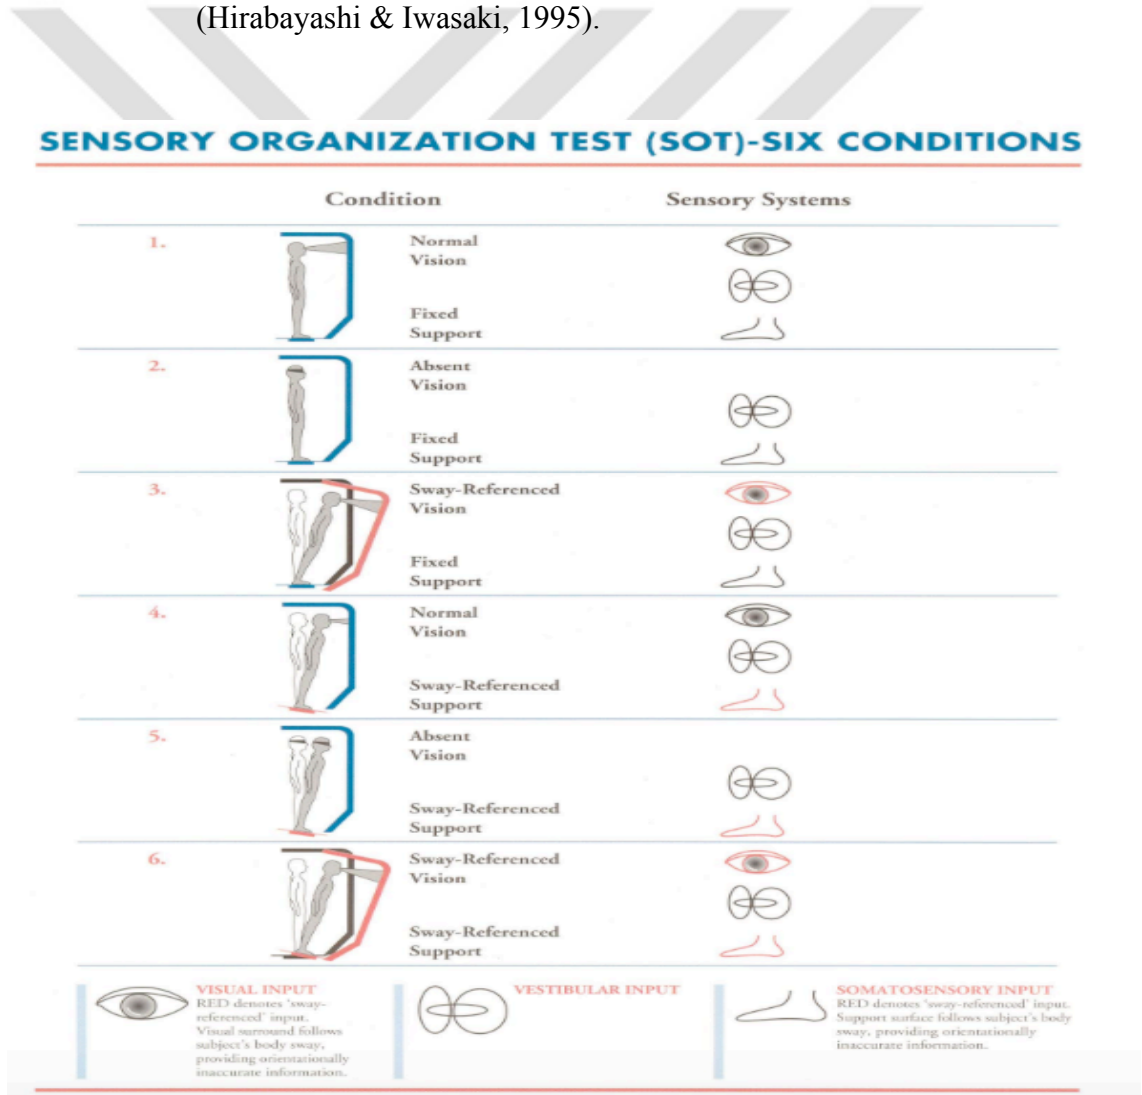 (Hirabayashi & Iwasaki, 1995).
SENSORY ORGANIZATION TEST (SOT)-SIX CONDITIONS
Condition Sensory Systems
1. Normal
Vision
Fixed
Support
2. Absent
Vision
Fixed
Support
3. Sway-Referenced
Vision
Fixed
Support
4. Normal
Vision
Sway-Referenced
Support
5. Absent
Vision
Sway-Referenced
Support
6. Sway-Referenced
Vision
Sway-Referenced
Support
VISUAL INPUT
RED denotes 'sway-
referenced' input.
Visual surround follows
subject's body sway,
providing orientationally
inaccurate information.
VESTIBULAR INPUT
SOMATOSENSORY INPUT
RED denotes 'sway-referenced' input.
Support surface follows subject's body
sway, providing orientationally
inaccurate information.